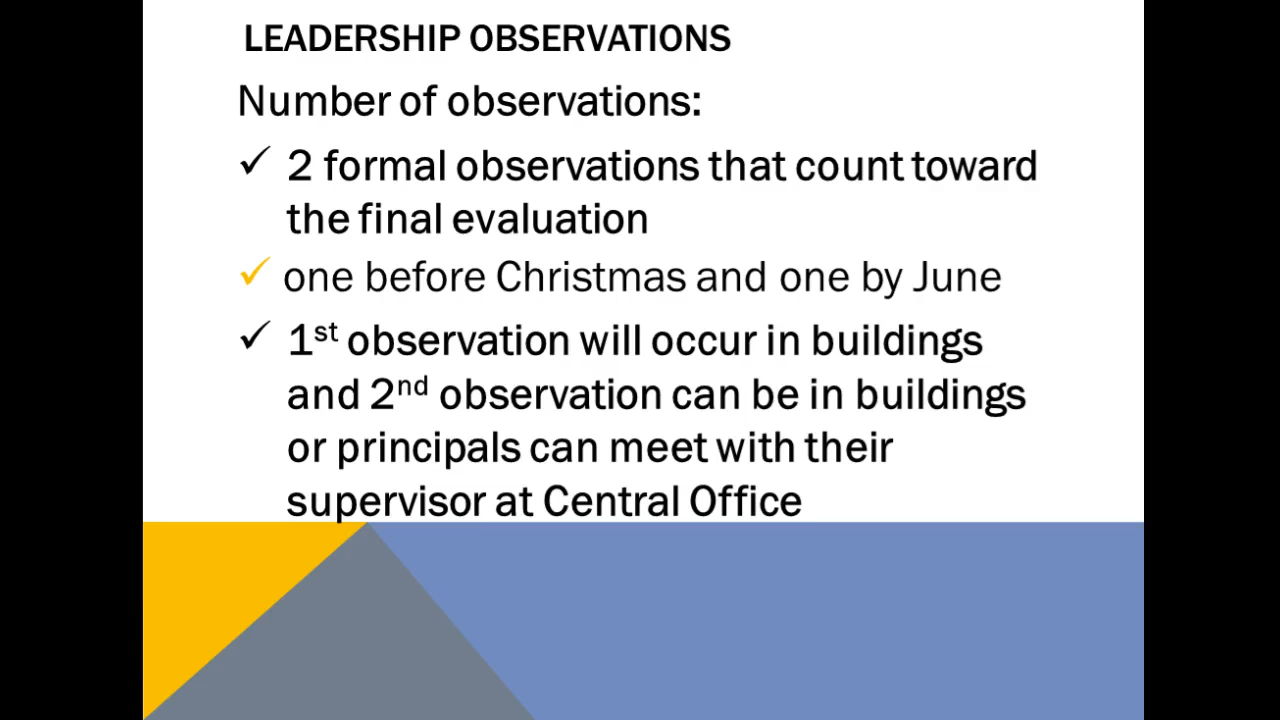 LEADERSHIP OBSERVATIONS
Number of observations:
✓ 2 formal observations that count toward
the final evaluation
✓ one before Christmas and one by June
✓ 1st observation will occur in buildings
and 2nd observation can be in buildings
or principals can meet with their
supervisor at Central Office